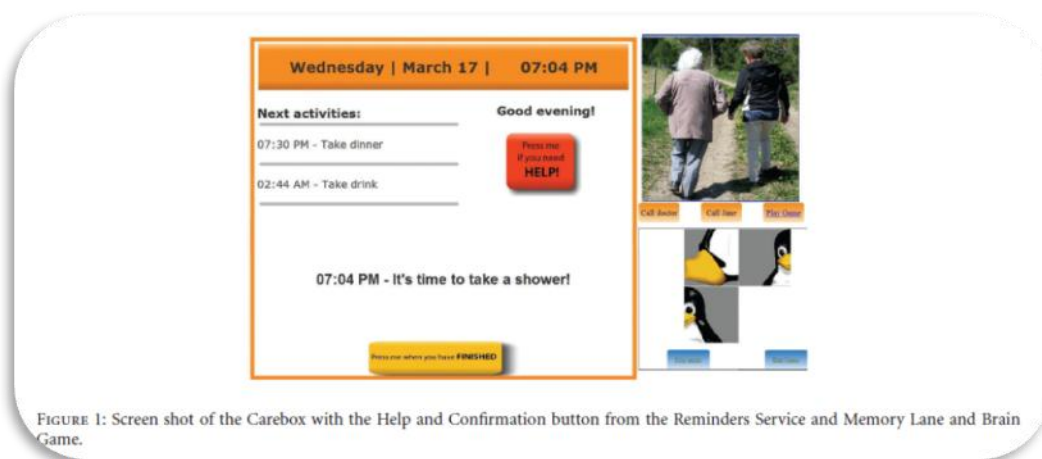 Wednesday | March 17 | 07:04 PM
Next activities:
Good evening!
07:30 PM - Take dinner
Press me
if you need
HELP!
02:44 AM - Take drink
Call doctor
Play Game
07:04 PM - It's time to take a shower!
Press me when you have FINISHED
FIGURE 1: Screen shot of the Carebox with the Help and Confirmation button from the Reminders Service and Memory Lane and Brain
Game.